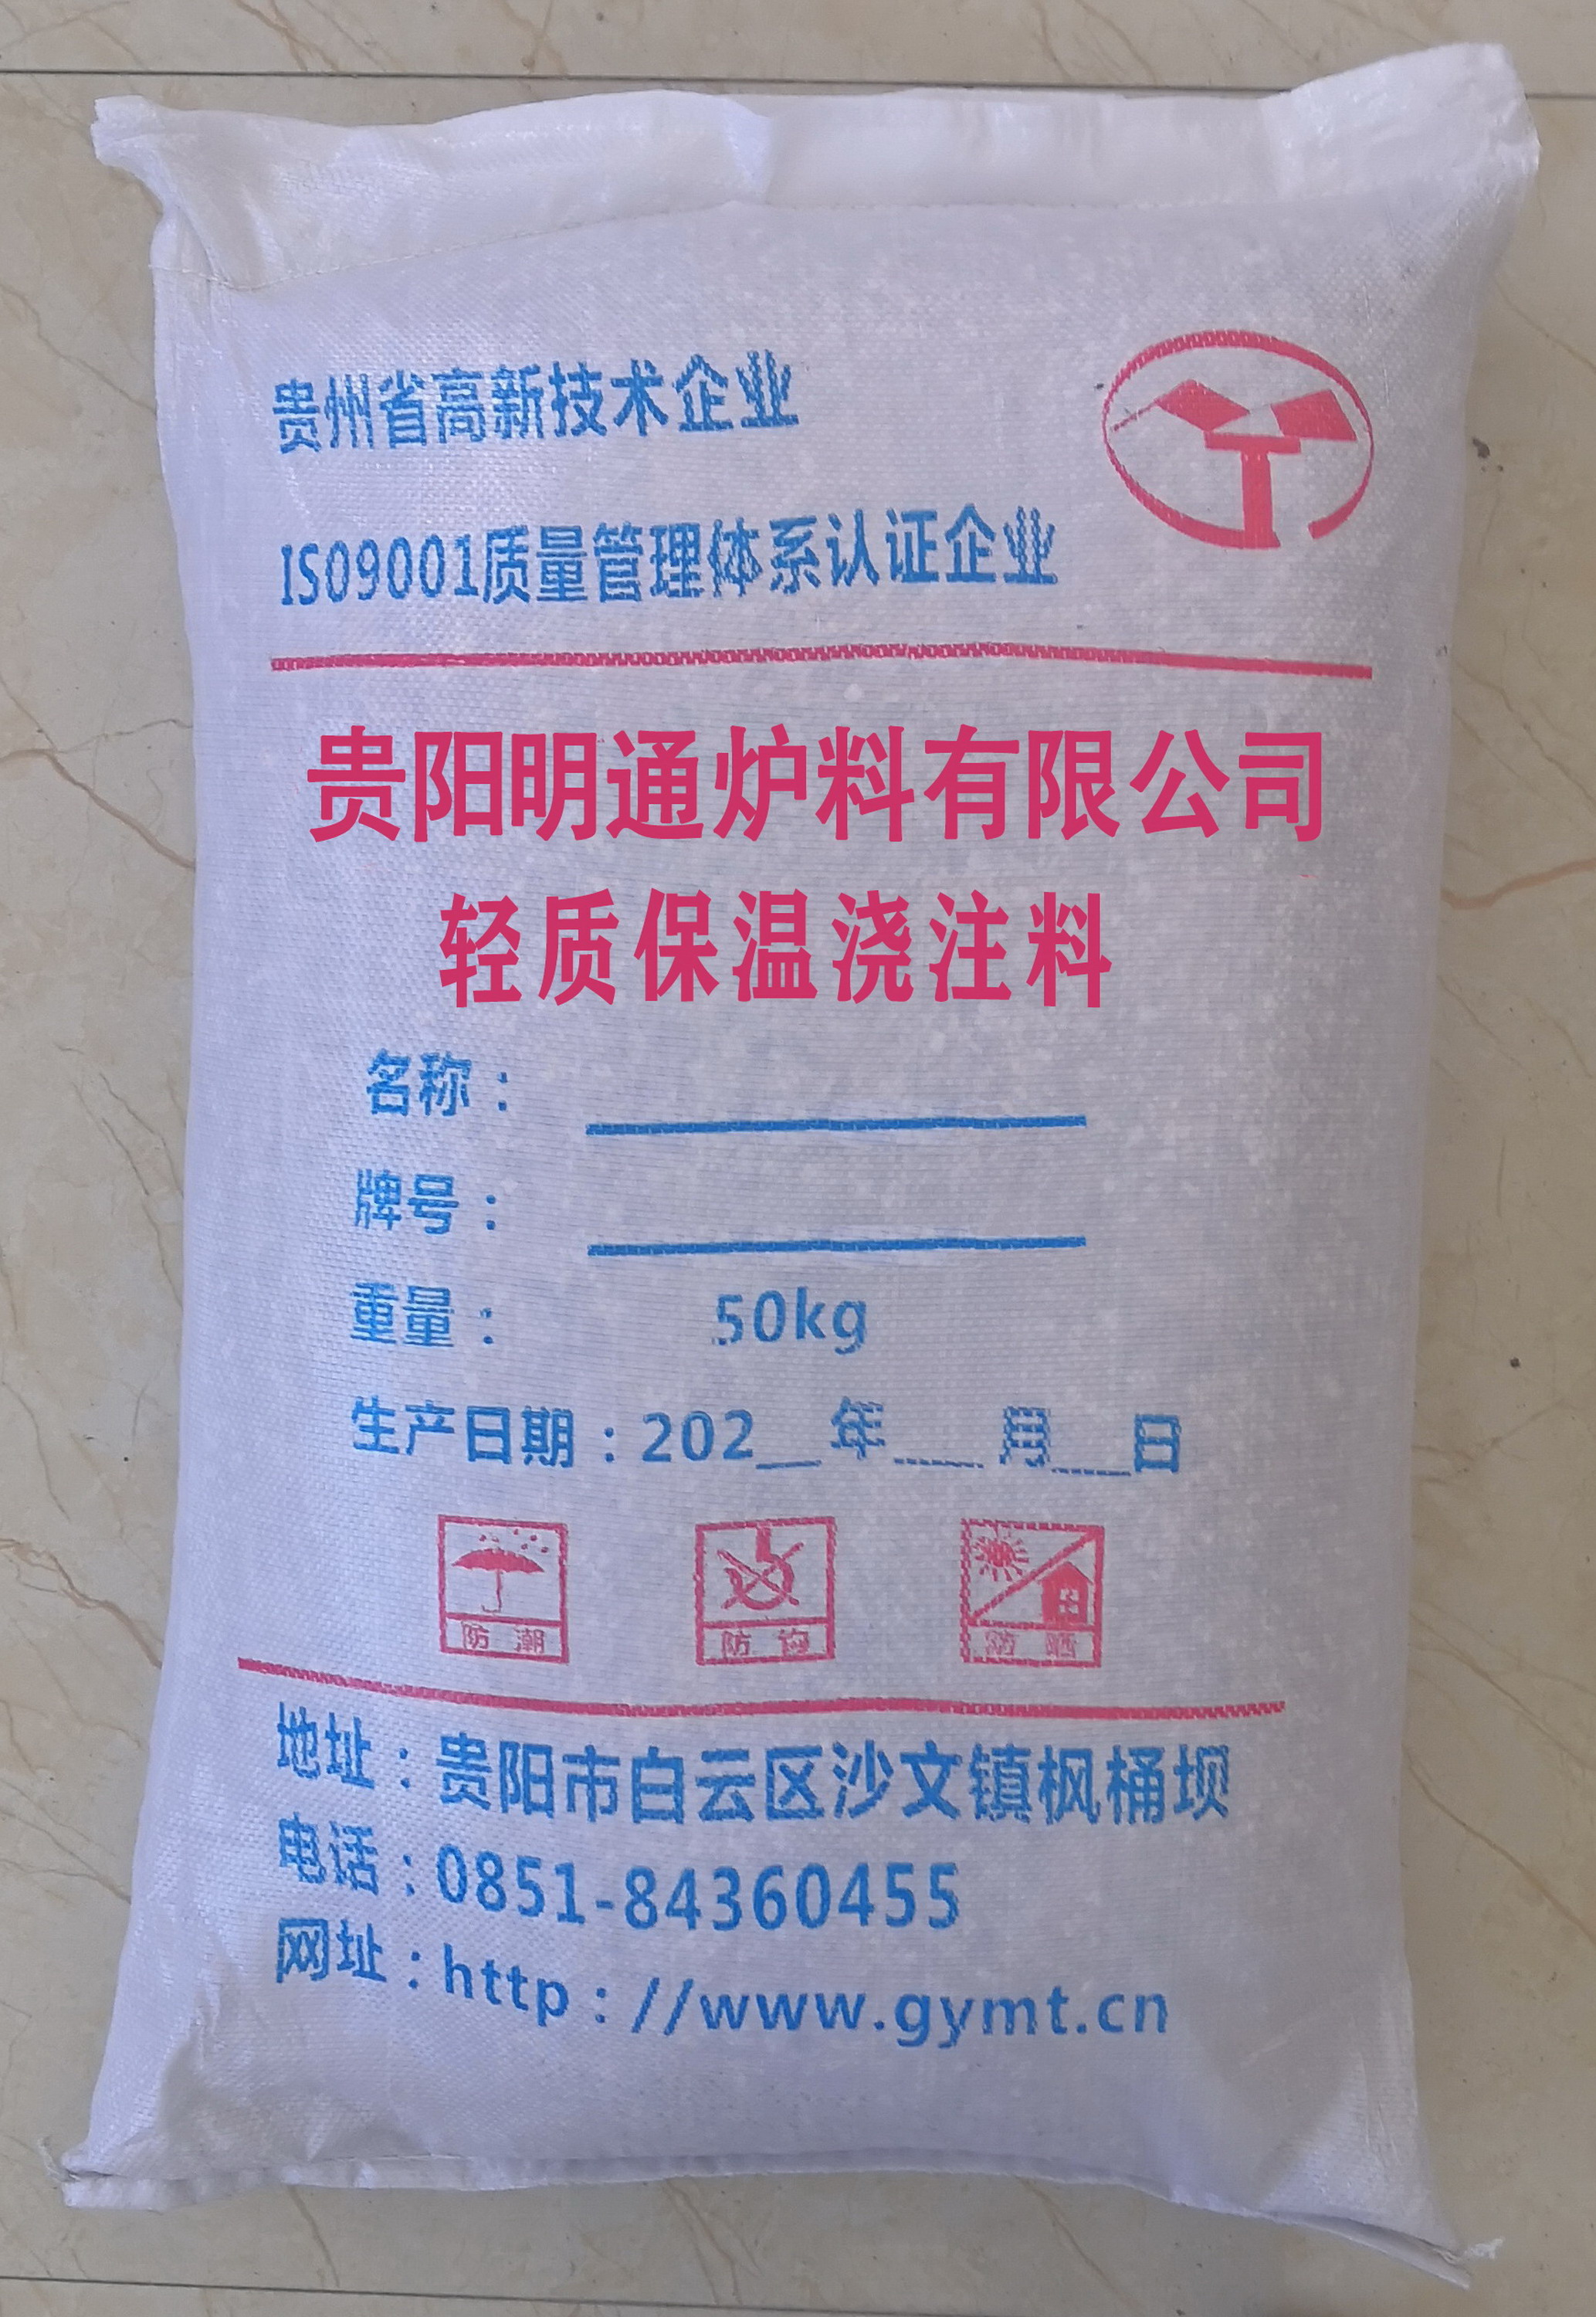 贵州省高新技术企业
ISO9001质量管理体系认证企业
贵阳明通炉料有限公司
轻质保温浇注料
名称：
牌号：
重量： 50kg
生产日期：202__年___月___日
防潮 防钩 防晒
地址：贵阳市白云区沙文镇枫桶坝
电话：0851-84360455
网址：http：//www.gymt.cn